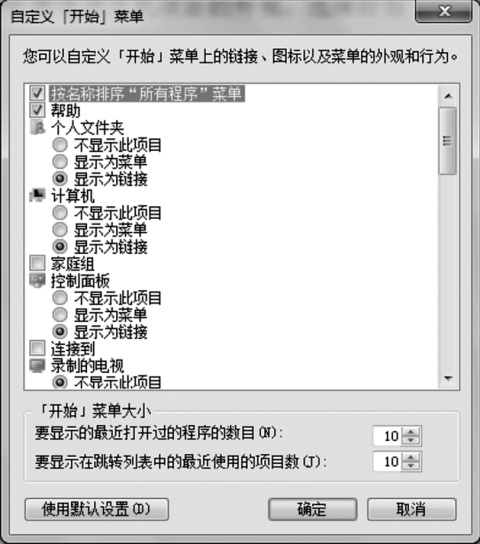 自定义「开始」菜单
您可以自定义「开始」菜单上的链接、图标以及菜单的外观和行为。
按名称排序“所有程序”菜单
帮助
个人文件夹
不显示此项目
显示为菜单
显示为链接
计算机
不显示此项目
显示为菜单
显示为链接
家庭组
控制面板
不显示此项目
显示为菜单
显示为链接
连接到
录制的电视
不显示此项目
「开始」菜单大小
要显示的最近打开过的程序的数目(N): 10
要显示在跳转列表中的最近使用的项目数(J): 10
使用默认设置(D) 确定 取消